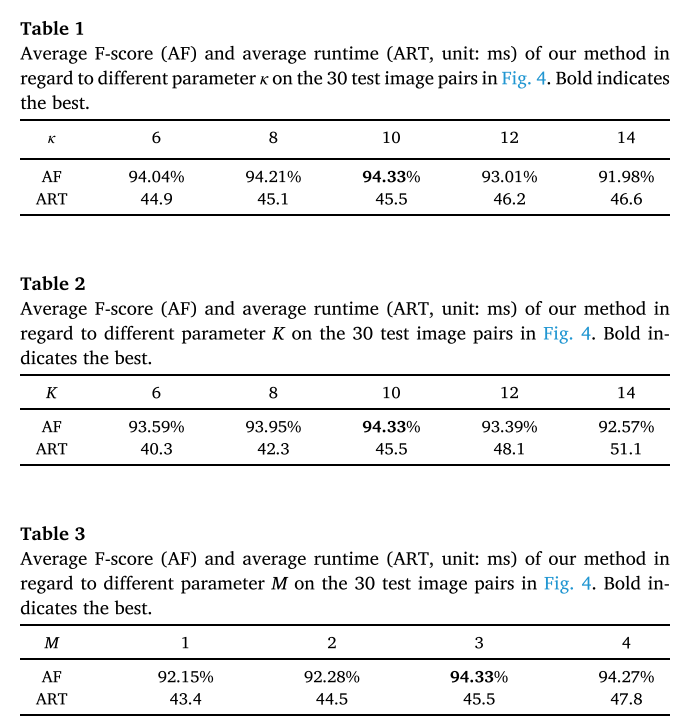 Table 1
Average F-score (AF) and average runtime (ART, unit: ms) of our method in
regard to different parameter κ on the 30 test image pairs in Fig. 4. Bold indicates
the best.
κ 6 8 10 12 14
AF 94.04% 94.21% 94.33% 93.01% 91.98%
ART 44.9 45.1 45.5 46.2 46.6
Table 2
Average F-score (AF) and average runtime (ART, unit: ms) of our method in
regard to different parameter K on the 30 test image pairs in Fig. 4. Bold in-
dicates the best.
K 6 8 10 12 14
AF 93.59% 93.95% 94.33% 93.39% 92.57%
ART 40.3 42.3 45.5 48.1 51.1
Table 3
Average F-score (AF) and average runtime (ART, unit: ms) of our method in
regard to different parameter M on the 30 test image pairs in Fig. 4. Bold in-
dicates the best.
M 1 2 3 4
AF 92.15% 92.28% 94.33% 94.27%
ART 43.4 44.5 45.5 47.8